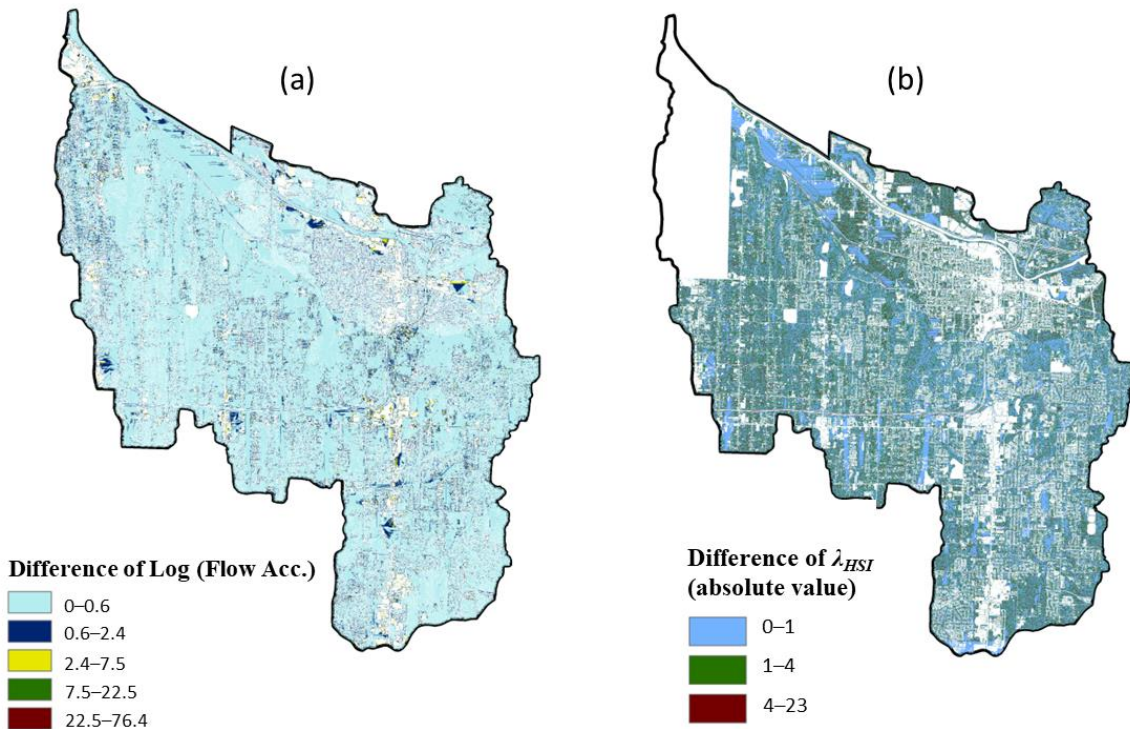 (a)
Difference of Log (Flow Acc.)
0–0.6
0.6–2.4
2.4–7.5
7.5–22.5
22.5–76.4
(b)
Difference of λHSI
(absolute value)
0–1
1–4
4–23